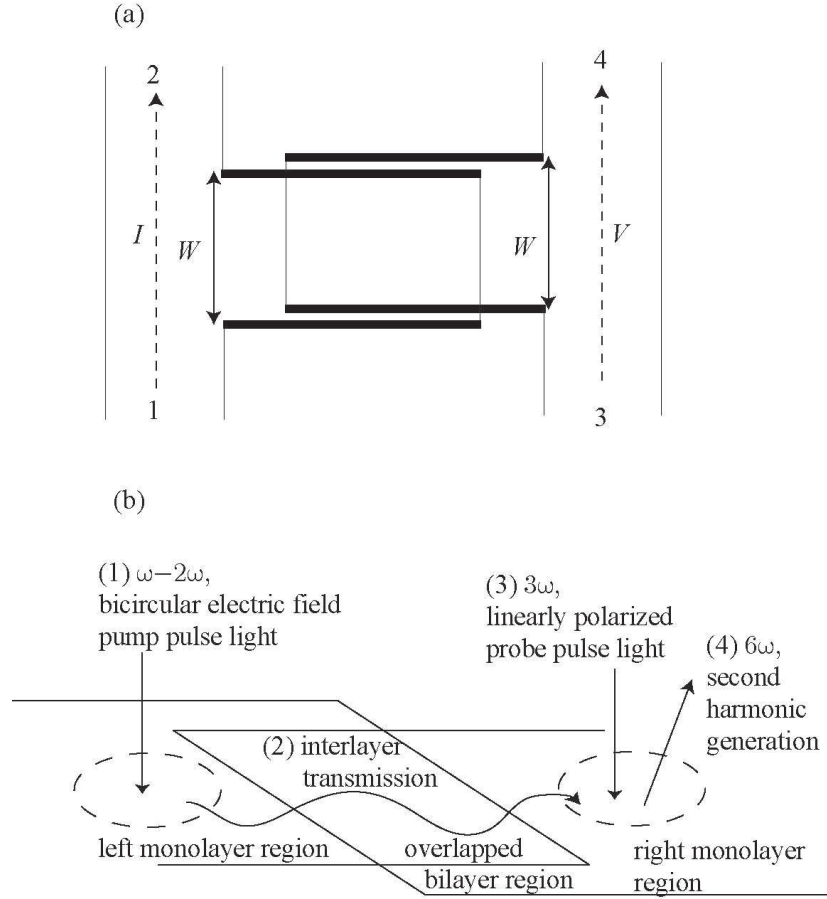 (a)
2
4
I
W
W
V
1
3
(b)
(1) ω−2ω,
bicircular electric field
pump pulse light
(3) 3ω,
linearly polarized
probe pulse light
(4) 6ω,
second
harmonic
generation
(2) interlayer
transmission
left monolayer region
overlapped
bilayer region
right monolayer
region